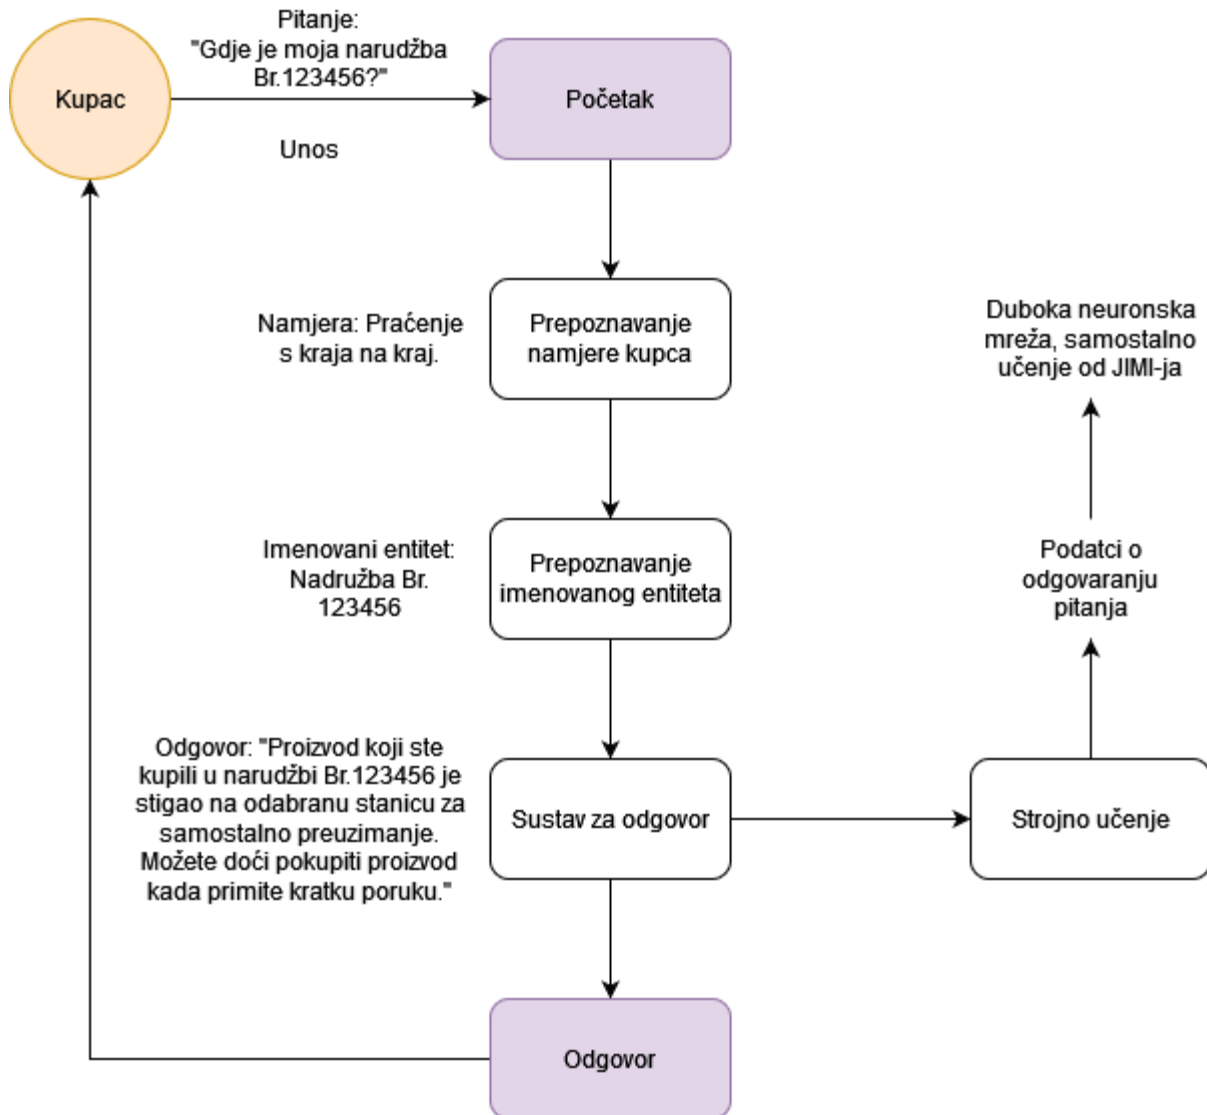 Pitanje:
"Gdje je moja narudžba
Br.123456?"
Kupac
Početak
Unos
Namjera: Praćenje
s kraja na kraj.
Prepoznavanje
namjere kupca
Duboka neuronska
mreža, samostalno
učenje od JIMI-ja
Imenovani entitet:
Nadružba Br.
123456
Prepoznavanje
imenovanog entiteta
Podatci o
odgovaranju
pitanja
Odgovor: "Proizvod koji ste
kupili u narudžbi Br.123456 je
stigao na odabranu stanicu za
samostalno preuzimanje.
Možete doći pokupiti proizvod
kada primite kratku poruku."
Sustav za odgovor
Strojno učenje
Odgovor